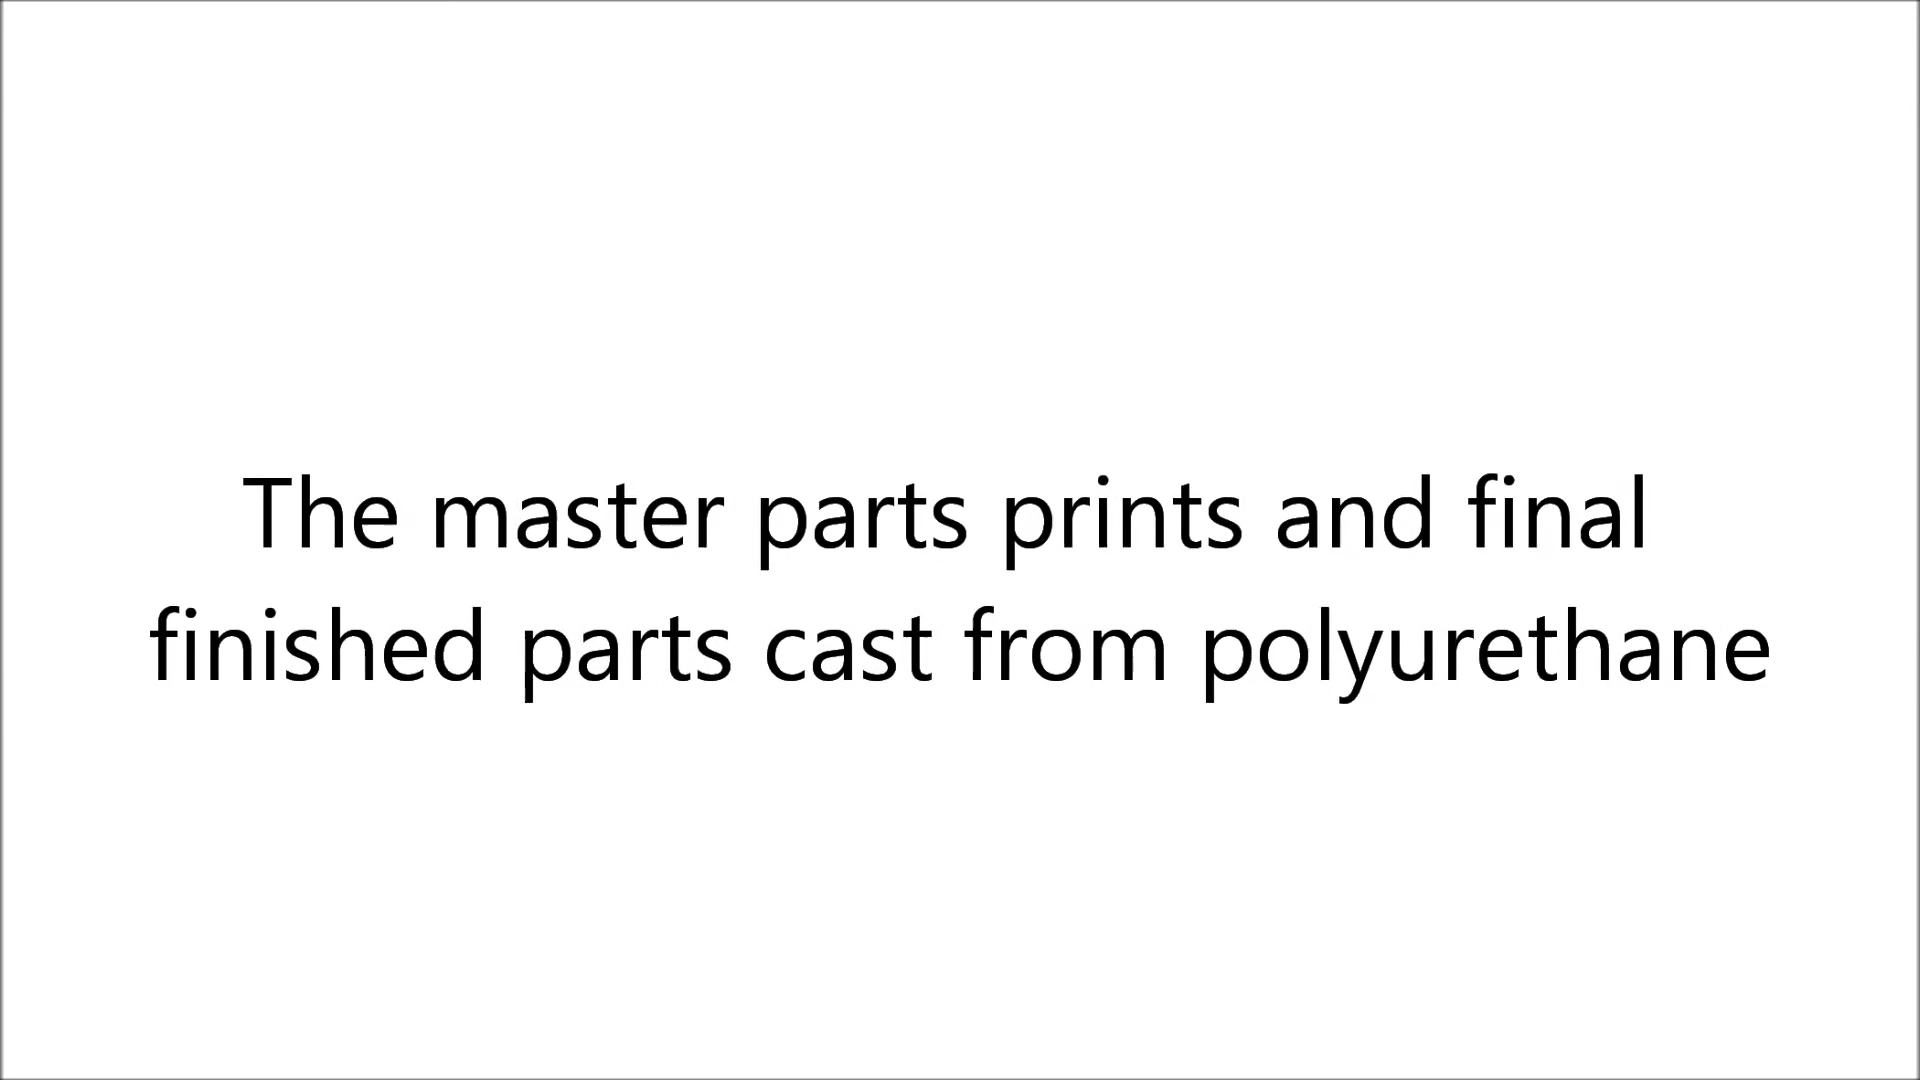 The master parts prints and final
finished parts cast from polyurethane